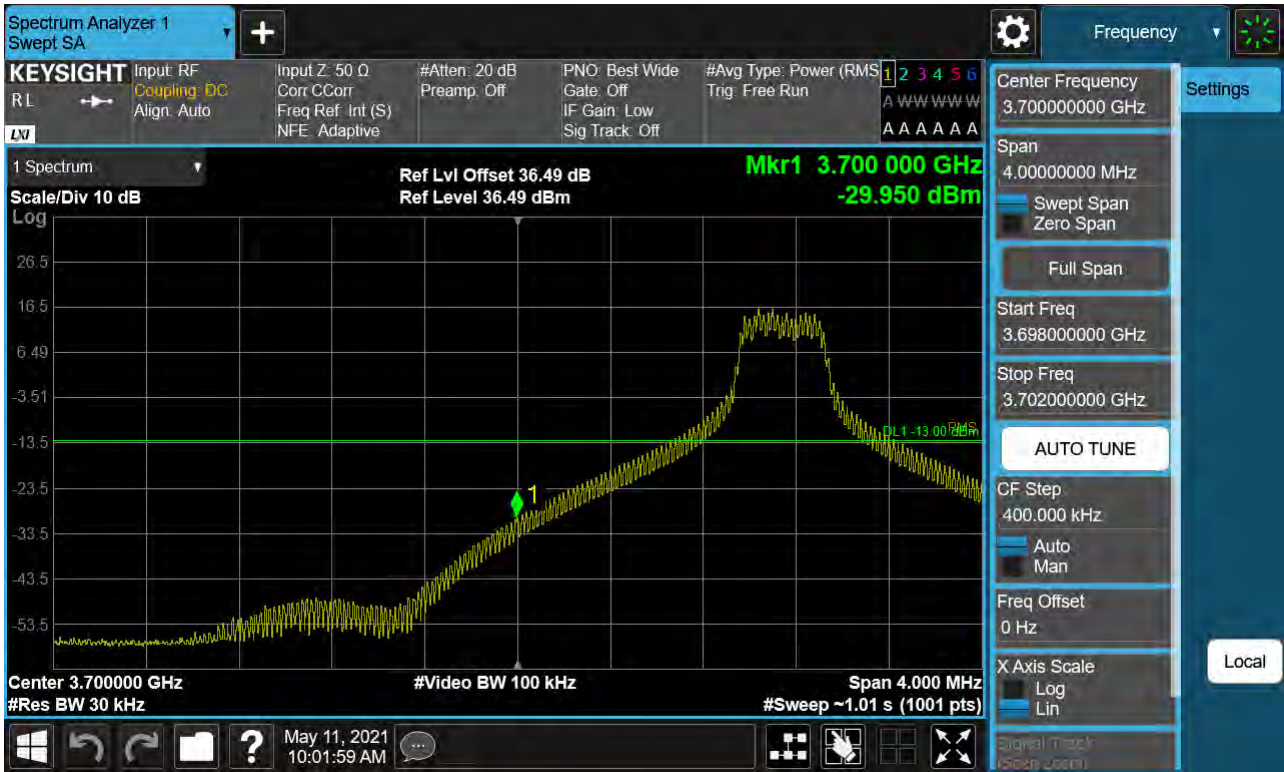 Spectrum Analyzer 1
Swept SA
+
Frequency
KEYSIGHT
RL
LXI
Input: RF
Coupling: DC
Align: Auto
Input Z: 50 Ω
Corr CCorr
Freq Ref: Int (S)
NFE: Adaptive
#Atten: 20 dB
Preamp: Off
PNO: Best Wide
Gate: Off
IF Gain: Low
Sig Track: Off
#Avg Type: Power (RMS
Trig: Free Run
1 2 3 4 5 6
A W W W W W
A A A A A A
1 Spectrum
Scale/Div 10 dB
Log
Ref Lvl Offset 36.49 dB
Ref Level 36.49 dBm
Mkr1 3.700 000 GHz
-29.950 dBm
26.5
16.5
6.49
-3.51
-13.5
-23.5
-33.5
-43.5
-53.5
DL1 -13.00 dBm
RMS
1
Center 3.700000 GHz
#Res BW 30 kHz
#Video BW 100 kHz
Span 4.000 MHz
#Sweep ~1.01 s (1001 pts)
Center Frequency
3.700000000 GHz
Span
4.00000000 MHz
Swept Span
Zero Span
Full Span
Start Freq
3.698000000 GHz
Stop Freq
3.702000000 GHz
AUTO TUNE
CF Step
400.000 kHz
Auto
Man
Freq Offset
0 Hz
X Axis Scale
Log
Lin
Signal Track
(Span Zoom)
Settings
Local
?
May 11, 2021
10:01:59 AM